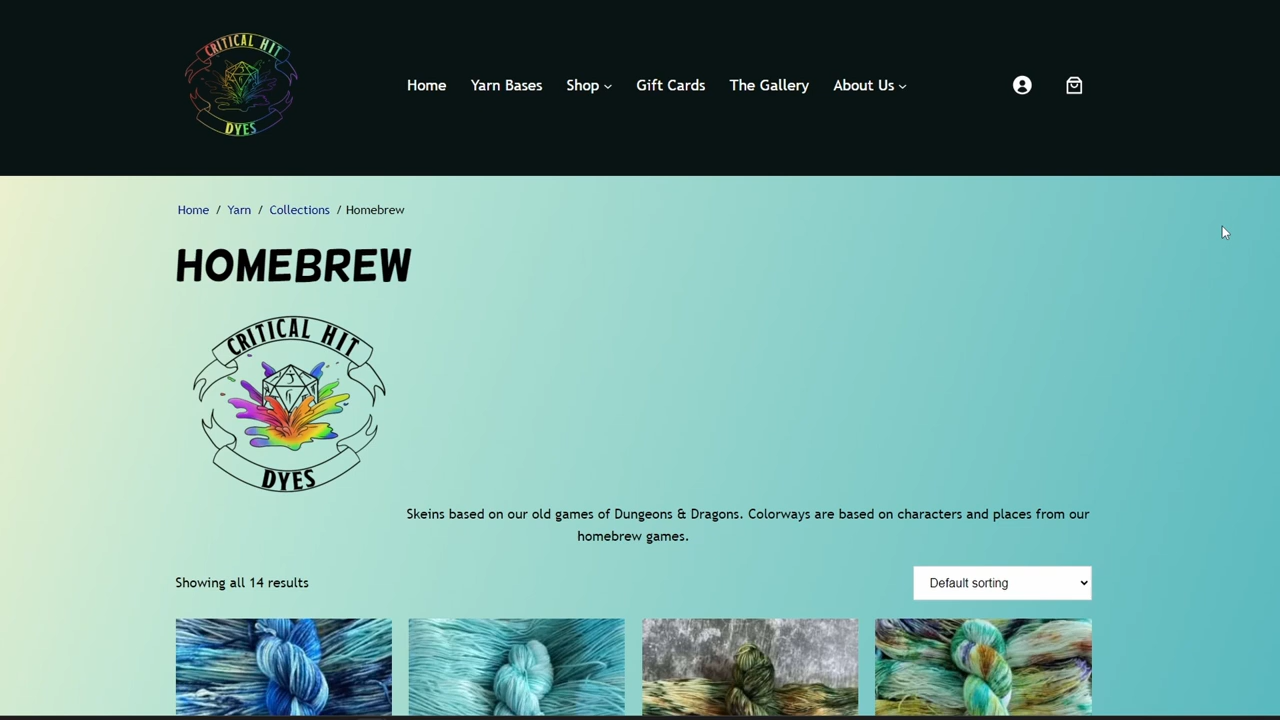 CRITICAL HIT
DYES
Home
Yarn Bases
Shop
Gift Cards
The Gallery
About Us
Home / Yarn / Collections / Homebrew
HOMEBREW
CRITICAL HIT
DYES
Skeins based on our old games of Dungeons & Dragons. Colorways are based on characters and places from our
homebrew games.
Showing all 14 results
Default sorting